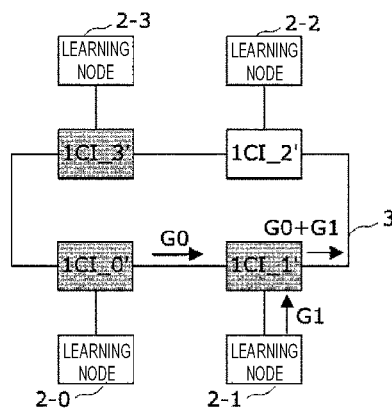 2-3
2-2
LEARNING NODE
LEARNING NODE
1CI_3'
1CI_2'
3
G0
G0+G1
1CI_0'
1CI_1'
G1
LEARNING NODE
LEARNING NODE
2-0
2-1